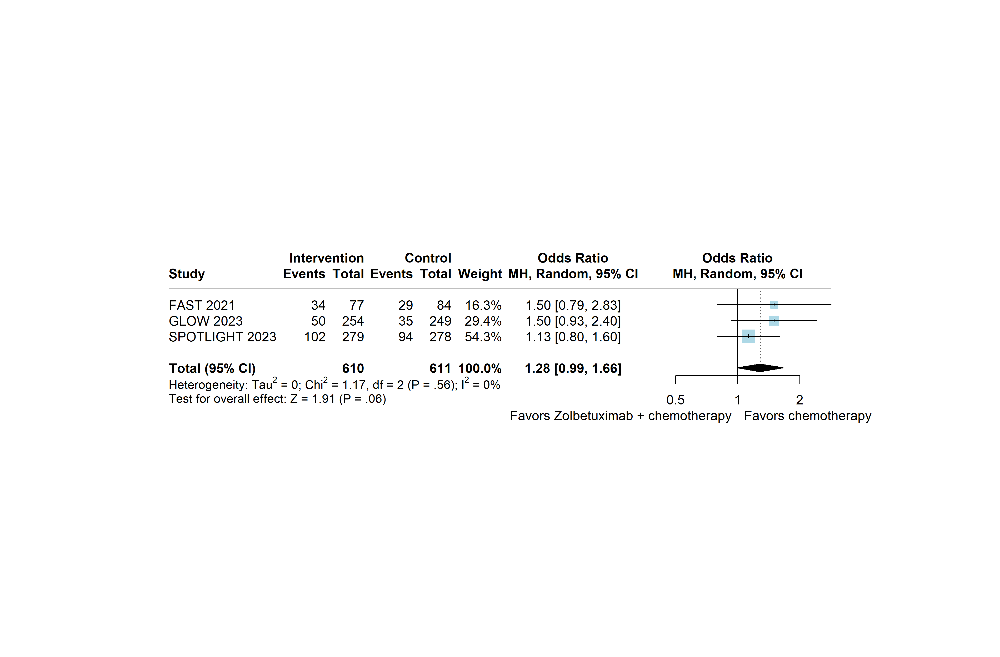 Intervention Control Odds Ratio Odds Ratio
Study Events Total Events Total Weight MH, Random, 95% CI MH, Random, 95% CI
FAST 2021 34 77 29 84 16.3% 1.50 [0.79, 2.83]
GLOW 2023 50 254 35 249 29.4% 1.50 [0.93, 2.40]
SPOTLIGHT 2023 102 279 94 278 54.3% 1.13 [0.80, 1.60]
Total (95% CI) 610 611 100.0% 1.28 [0.99, 1.66]
Heterogeneity: Tau² = 0; Chi² = 1.17, df = 2 (P = .56); I² = 0%
Test for overall effect: Z = 1.91 (P = .06)
0.5 1 2
Favors Zolbetuximab + chemotherapy Favors chemotherapy